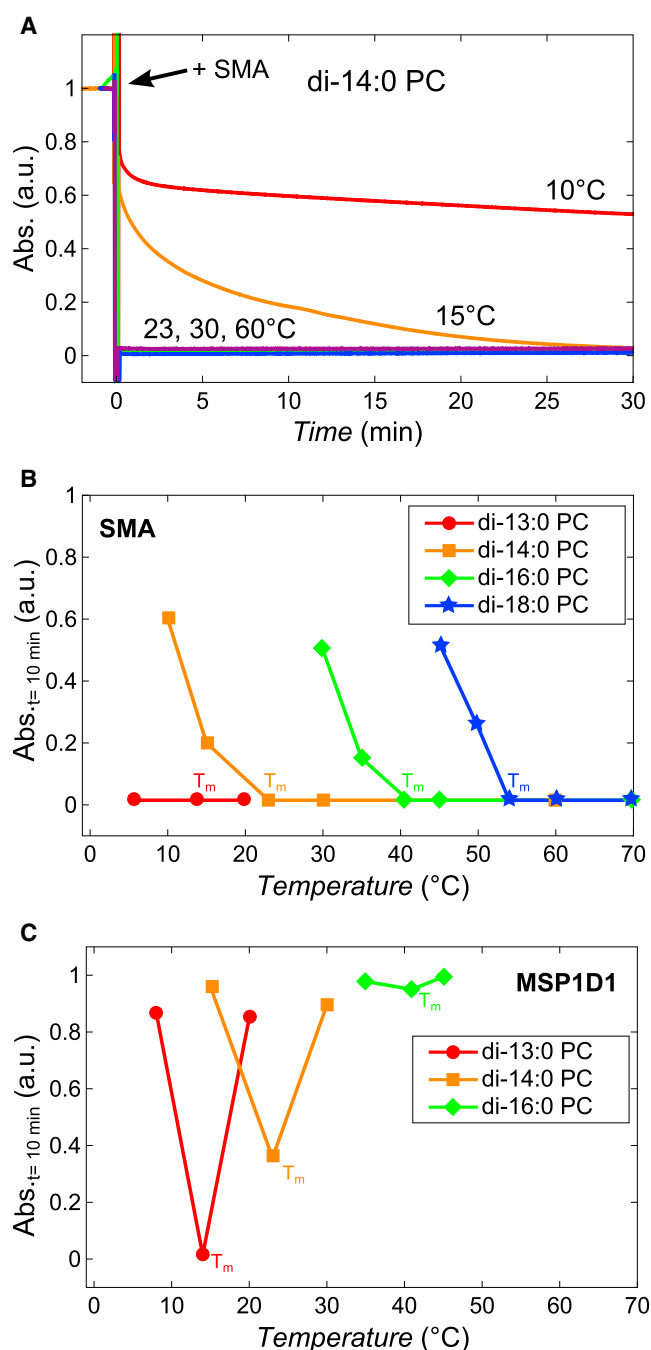 A
+ SMA
di-14:0 PC
1
0.8
0.6
0.4
0.2
0
Abs. (a.u.)
10°C
15°C
23, 30, 60°C
0 5 10 15 20 25 30
Time (min)
B
SMA
di-13:0 PC
di-14:0 PC
di-16:0 PC
di-18:0 PC
1
0.8
0.6
0.4
0.2
0
Abs.t= 10 min (a.u.)
Tm Tm Tm Tm
0 10 20 30 40 50 60 70
Temperature (°C)
C
MSP1D1
di-13:0 PC
di-14:0 PC
di-16:0 PC
1
0.8
0.6
0.4
0.2
0
Abs.t= 10 min (a.u.)
Tm
Tm
Tm
0 10 20 30 40 50 60 70
Temperature (°C)